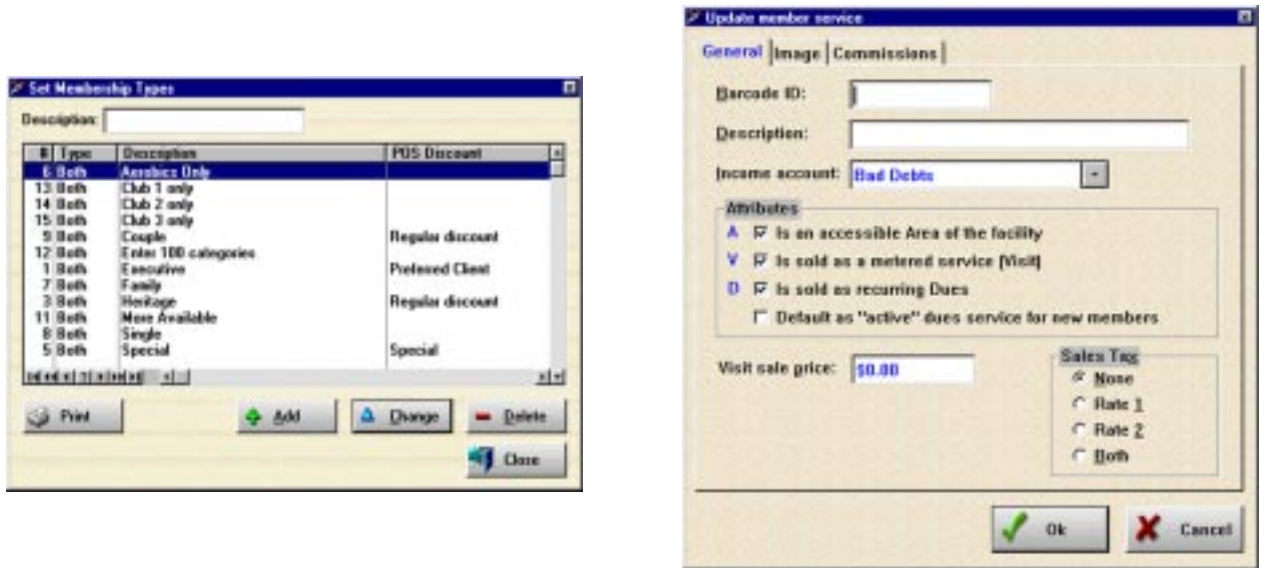 Set Membership Types
Description:
# Type Description POS Discount
6 Both Aerobics Only
13 Both Club 1 only
14 Both Club 2 only
15 Both Club 3 only
9 Both Couple Regular discount
12 Both Enter 100 categories
1 Both Executive Preferred Client
7 Both Family
3 Both Heritage Regular discount
11 Both More Available
8 Both Single
5 Both Special Special
Print Add Change Delete
Close
Update member service
General Image Commissions
Barcode ID:
Description:
Income account: Bad Debts
Attributes
A Is an accessible Area of the facility
V Is sold as a metered service (Visit)
D Is sold as recurring Dues
Default as "active" dues service for new members
Visit sale price: $0.00
Sales Tax
None
Rate 1
Rate 2
Both
Ok Cancel